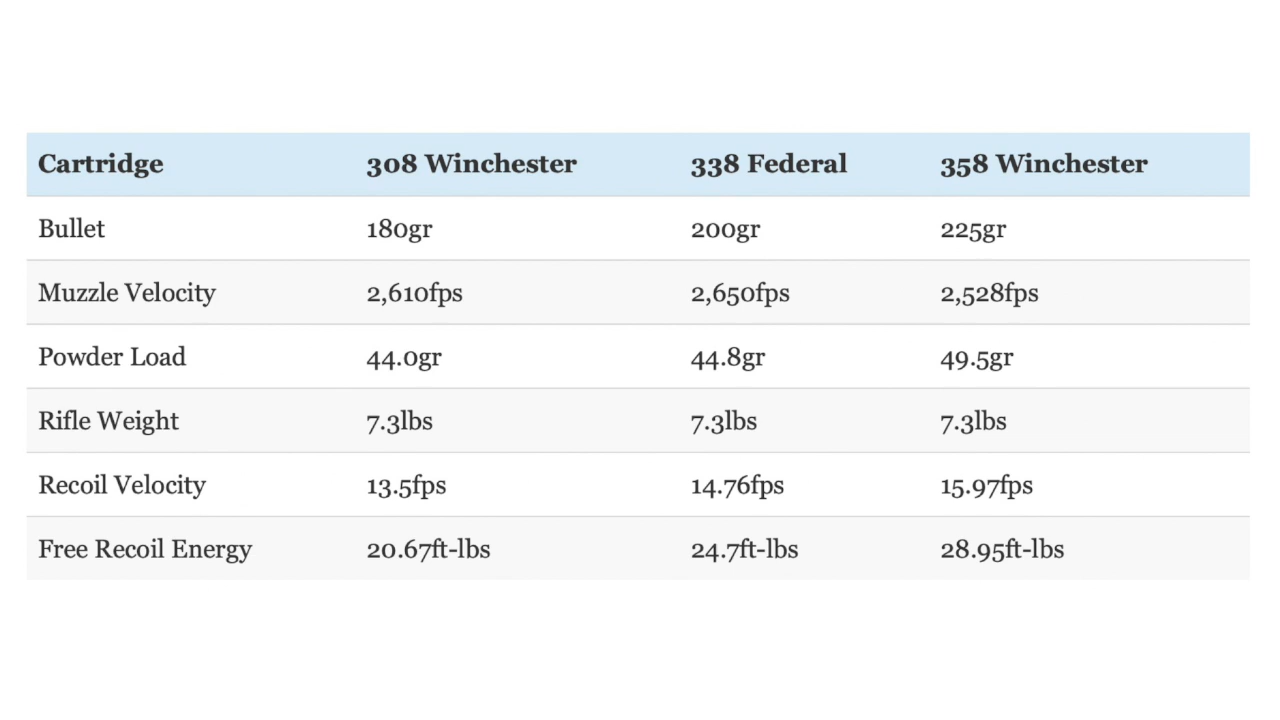 Cartridge 308 Winchester 338 Federal 358 Winchester
Bullet 180gr 200gr 225gr
Muzzle Velocity 2,610fps 2,650fps 2,528fps
Powder Load 44.0gr 44.8gr 49.5gr
Rifle Weight 7.3lbs 7.3lbs 7.3lbs
Recoil Velocity 13.5fps 14.76fps 15.97fps
Free Recoil Energy 20.67ft-lbs 24.7ft-lbs 28.95ft-lbs